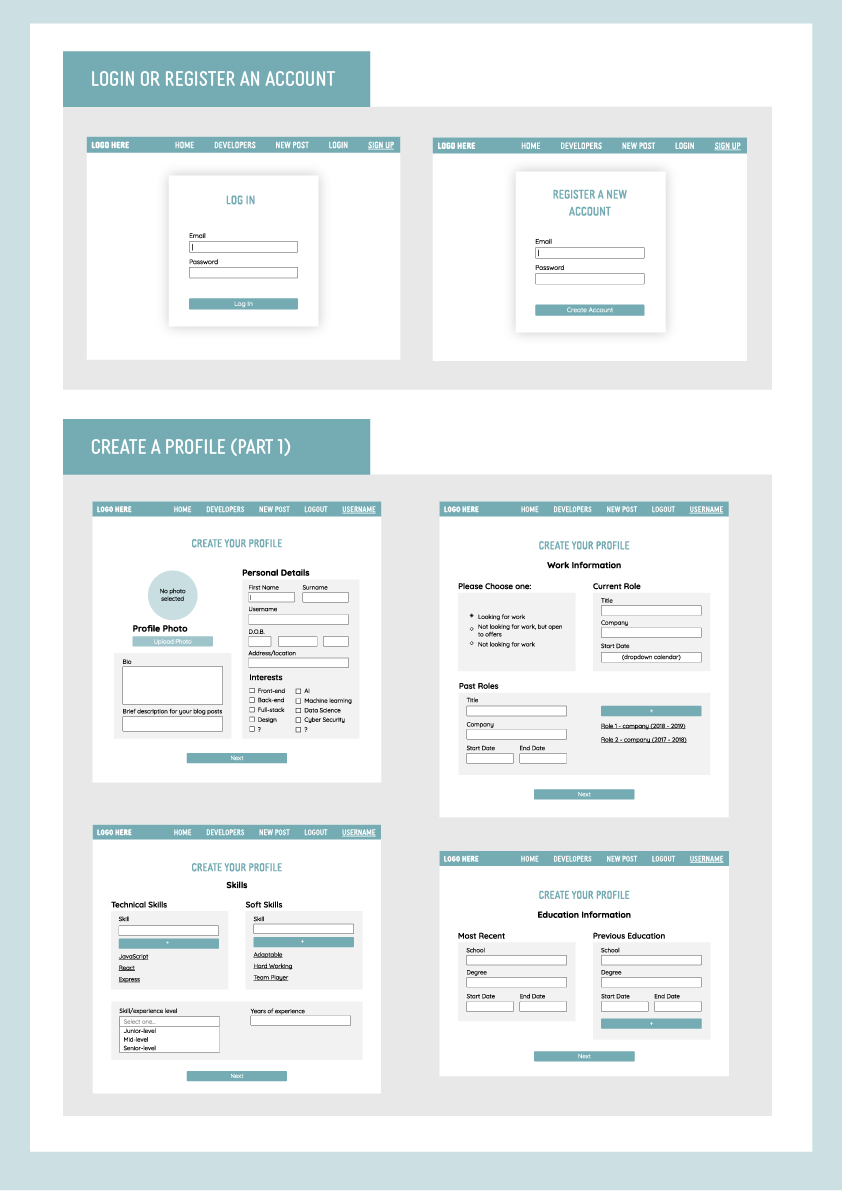 LOGIN OR REGISTER AN ACCOUNT
LOGO HERE HOME DEVELOPERS NEW POST LOGIN SIGN UP
LOG IN
Email
Password
Log In
LOGO HERE HOME DEVELOPERS NEW POST LOGIN SIGN UP
REGISTER A NEW
ACCOUNT
Email
Password
Create Account
CREATE A PROFILE (PART 1)
LOGO HERE HOME DEVELOPERS NEW POST LOGOUT USERNAME
CREATE YOUR PROFILE
No photo
selected
Profile Photo
Upload Photo
Bio
Brief description for your blog posts
Personal Details
First Name Surname
Username
D.O.B.
Address/location
Interests
Front-end AI
Back-end Machine learning
Full-stack Data Science
Design Cyber Security
? ?
Next
LOGO HERE HOME DEVELOPERS NEW POST LOGOUT USERNAME
CREATE YOUR PROFILE
Work Information
Please Choose one:
Looking for work
Not looking for work, but open
to offers
Not looking for work
Current Role
Title
Company
Start Date
(dropdown calendar)
Past Roles
Title
Company
Start Date End Date
+
Role 1 - company (2018 - 2019)
Role 2 - company (2017 - 2018)
Next
LOGO HERE HOME DEVELOPERS NEW POST LOGOUT USERNAME
CREATE YOUR PROFILE
Skills
Technical Skills
Skill
+
JavaScript
React
Express
Soft Skills
Skill
+
Adaptable
Hard Working
Team Player
Skill/experience level
Select one...
Junior-level
Mid-level
Senior-level
Years of experience
Next
LOGO HERE HOME DEVELOPERS NEW POST LOGOUT USERNAME
CREATE YOUR PROFILE
Education Information
Most Recent
School
Degree
Start Date End Date
Previous Education
School
Degree
Start Date End Date
+
Next